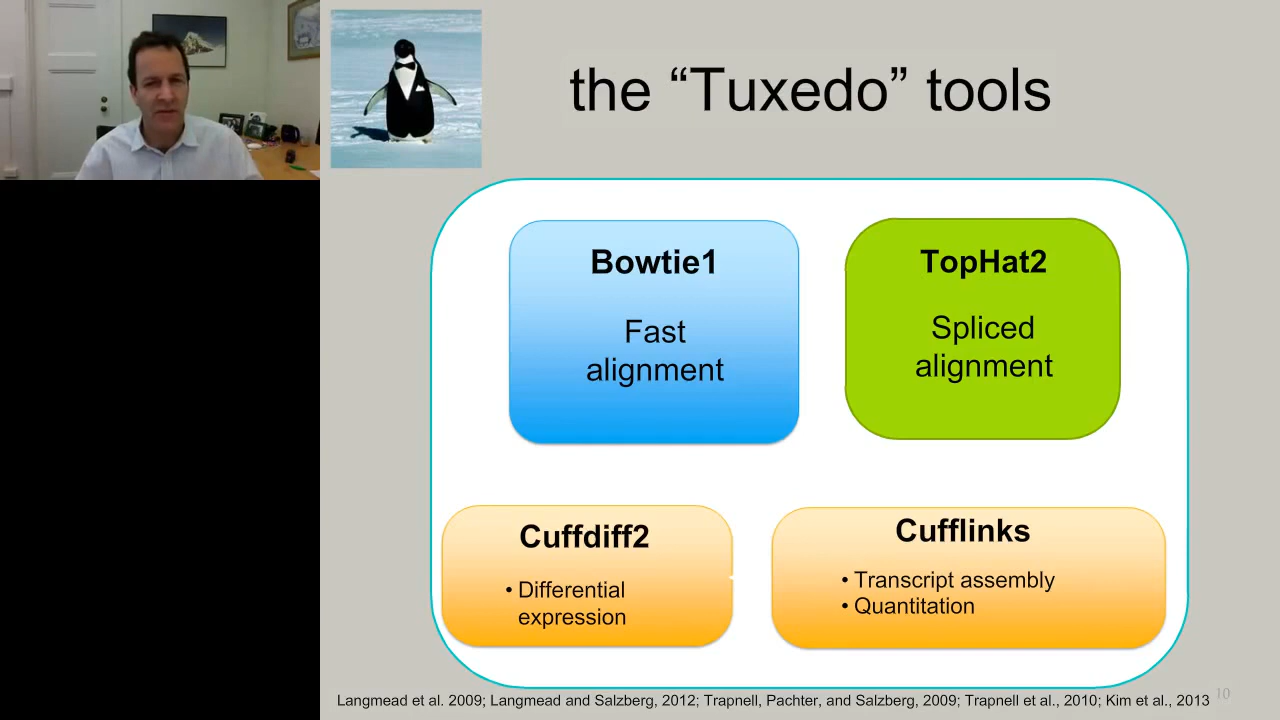 the “Tuxedo” tools
Bowtie1
Fast
alignment
TopHat2
Spliced
alignment
Cuffdiff2
• Differential
expression
Cufflinks
• Transcript assembly
• Quantitation
Langmead et al. 2009; Langmead and Salzberg, 2012; Trapnell, Pachter, and Salzberg, 2009; Trapnell et al., 2010; Kim et al., 2013
10